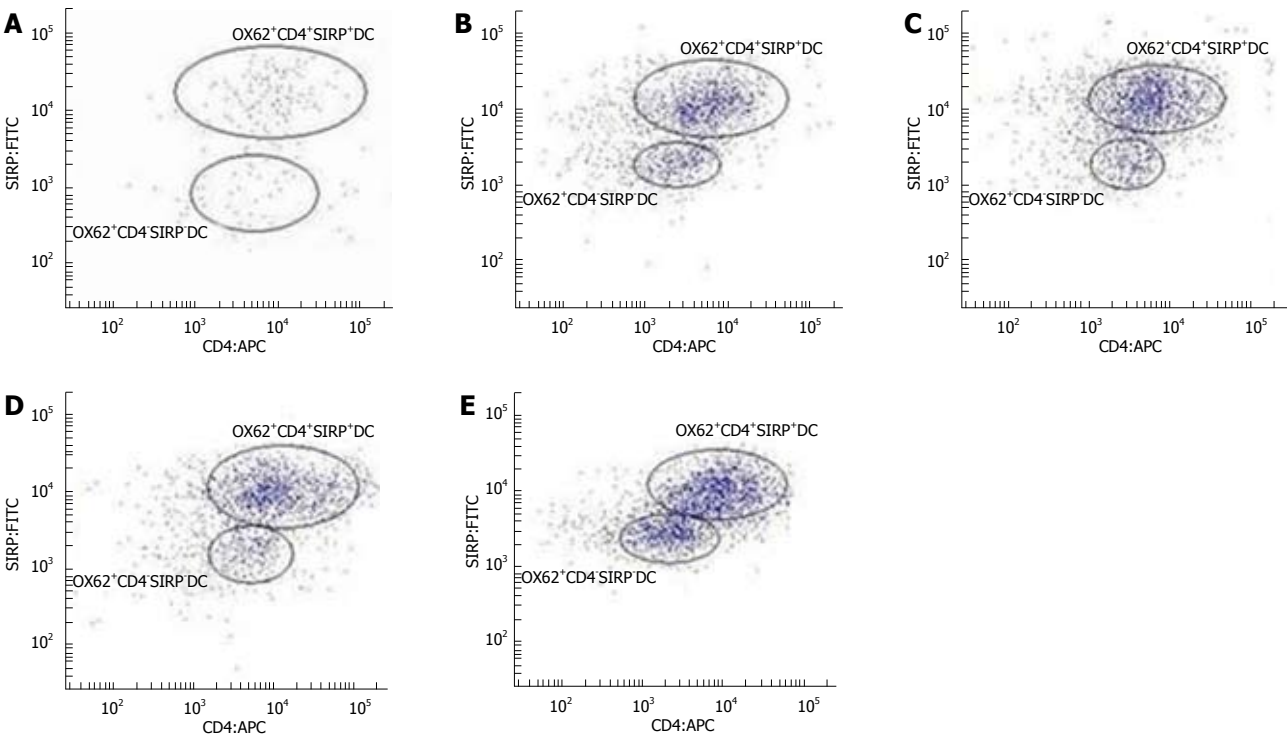 A
OX62⁺CD4⁺SIRP⁺DC
10⁵
10⁴
SIRP:FITC
10³
OX62⁺CD4⁻SIRP⁻DC
10²
10² 10³ 10⁴ 10⁵
CD4:APC
B
OX62⁺CD4⁺SIRP⁺DC
10⁵
10⁴
SIRP:FITC
10³
OX62⁺CD4⁻SIRP⁻DC
10²
10² 10³ 10⁴ 10⁵
CD4:APC
C
OX62⁺CD4⁺SIRP⁺DC
10⁵
10⁴
SIRP:FITC
10³
OX62⁺CD4⁻SIRP⁻DC
10²
10² 10³ 10⁴ 10⁵
CD4:APC
D
OX62⁺CD4⁺SIRP⁺DC
10⁵
10⁴
SIRP:FITC
10³
OX62⁺CD4⁻SIRP⁻DC
10²
10² 10³ 10⁴ 10⁵
CD4:APC
E
OX62⁺CD4⁺SIRP⁺DC
10⁵
10⁴
SIRP:FITC
10³
OX62⁺CD4⁻SIRP⁻DC
10²
10² 10³ 10⁴ 10⁵
CD4:APC